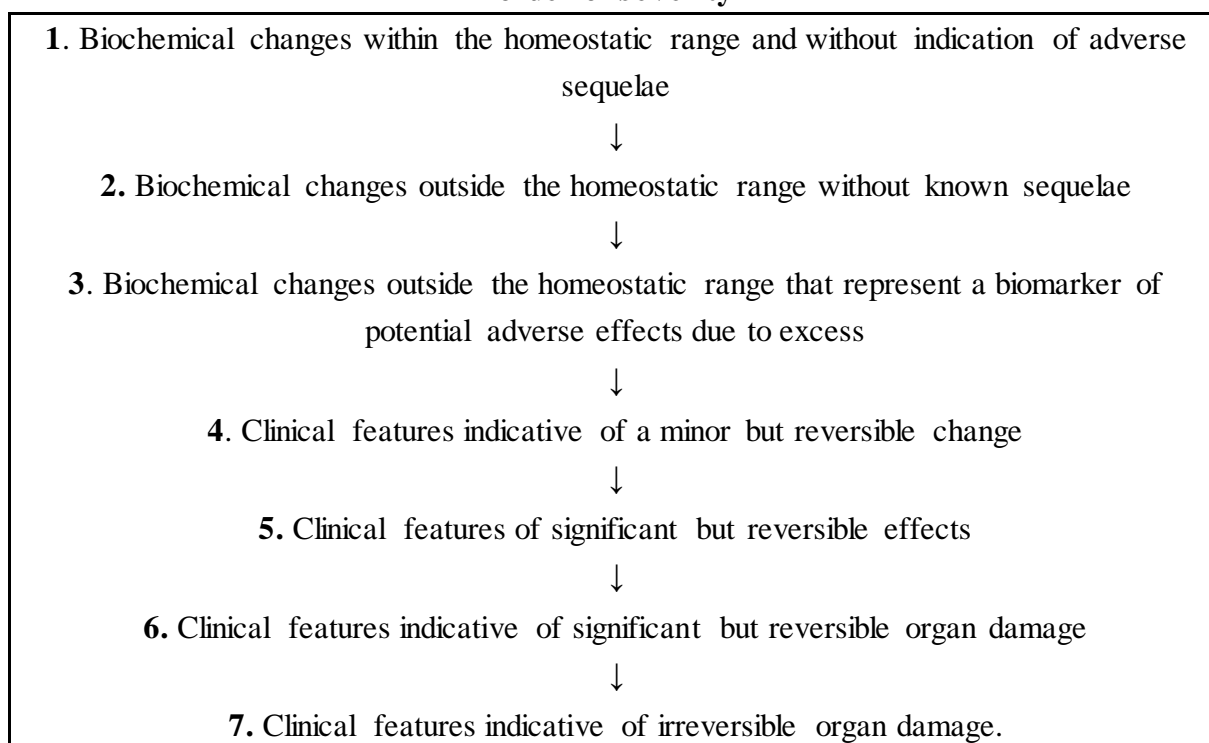 1. Biochemical changes within the homeostatic range and without indication of adverse
sequelae
↓
2. Biochemical changes outside the homeostatic range without known sequelae
↓
3. Biochemical changes outside the homeostatic range that represent a biomarker of
potential adverse effects due to excess
↓
4. Clinical features indicative of a minor but reversible change
↓
5. Clinical features of significant but reversible effects
↓
6. Clinical features indicative of significant but reversible organ damage
↓
7. Clinical features indicative of irreversible organ damage.